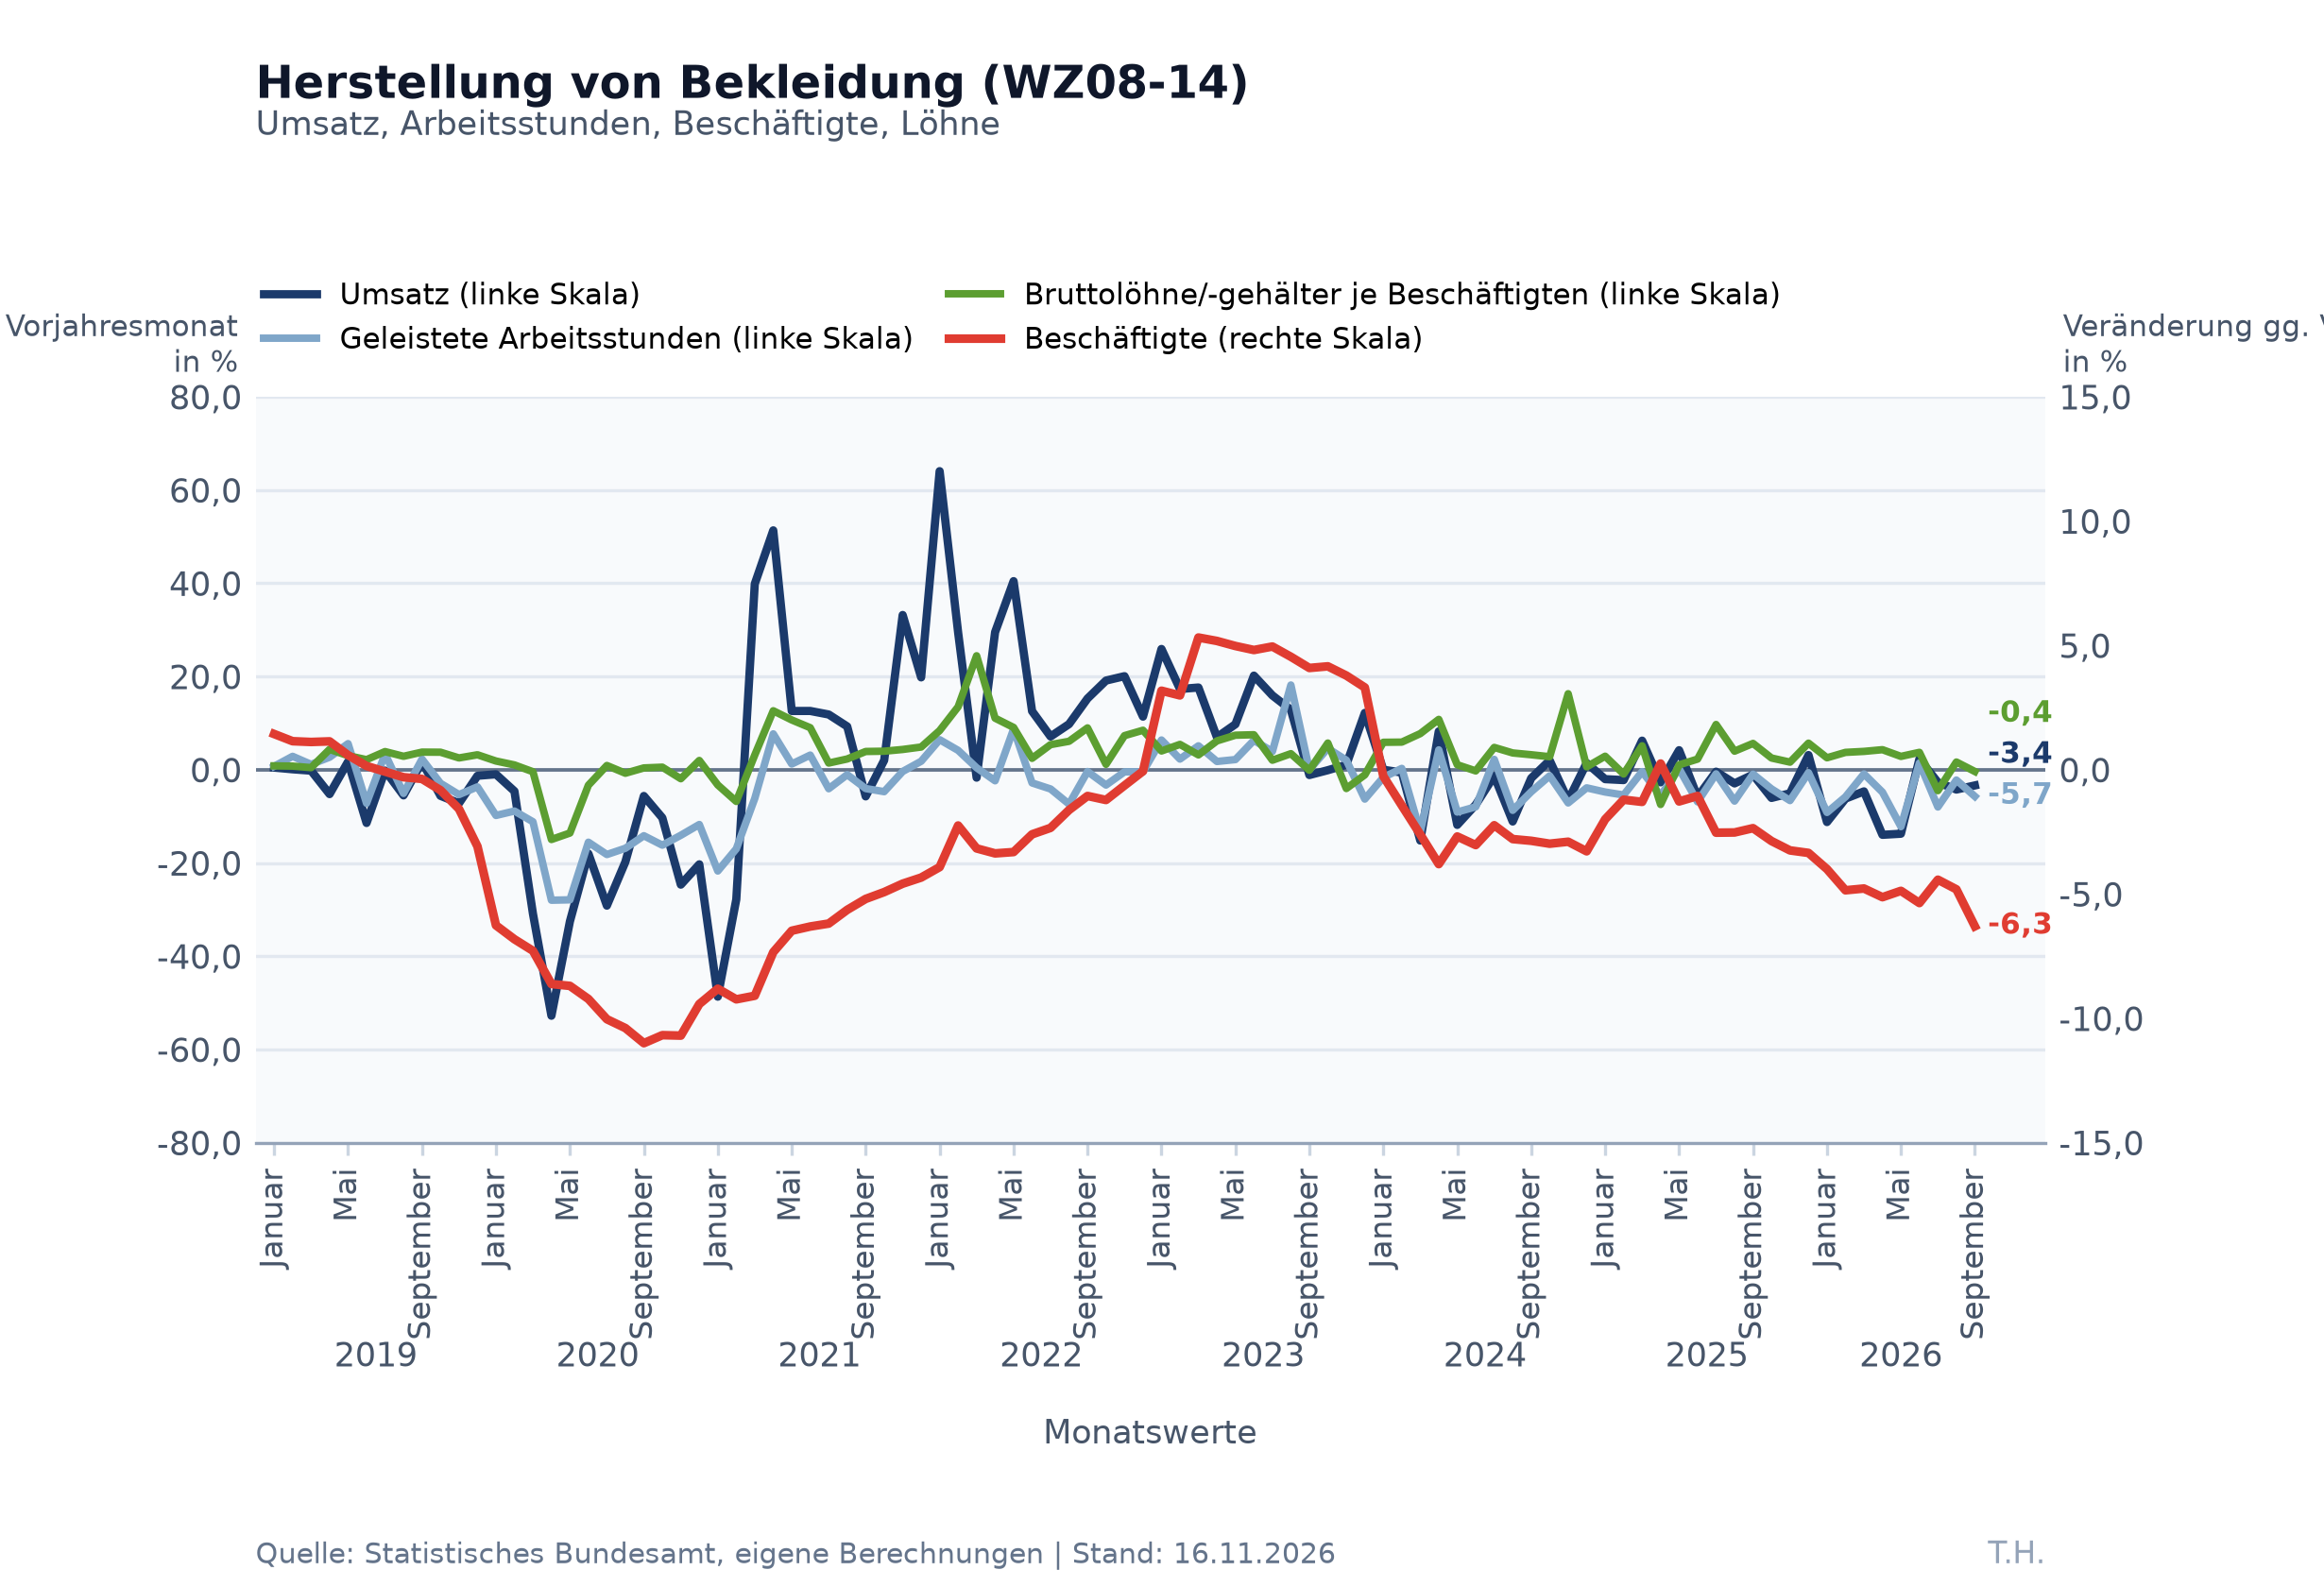 Herstellung von Bekleidung (WZ08-14)
Umsatz, Arbeitsstunden, Beschäftigte, Löhne
Umsatz (linke Skala)
Geleistete Arbeitsstunden (linke Skala)
Bruttolöhne/-gehälter je Beschäftigten (linke Skala)
Beschäftigte (rechte Skala)
Vorjahresmonat
in %
Veränderung gg.
in %
80,0
60,0
40,0
20,0
0,0
-20,0
-40,0
-60,0
-80,0
15,0
10,0
5,0
0,0
-5,0
-10,0
-15,0
-0,4
-3,4
-5,7
-6,3
Januar
Mai
September
Januar
Mai
September
Januar
Mai
September
Januar
Mai
September
Januar
Mai
September
Januar
Mai
September
Januar
Mai
September
Januar
Mai
September
2019
2020
2021
2022
2023
2024
2025
2026
Monatswerte
Quelle: Statistisches Bundesamt, eigene Berechnungen | Stand: 16.11.2026
T.H.